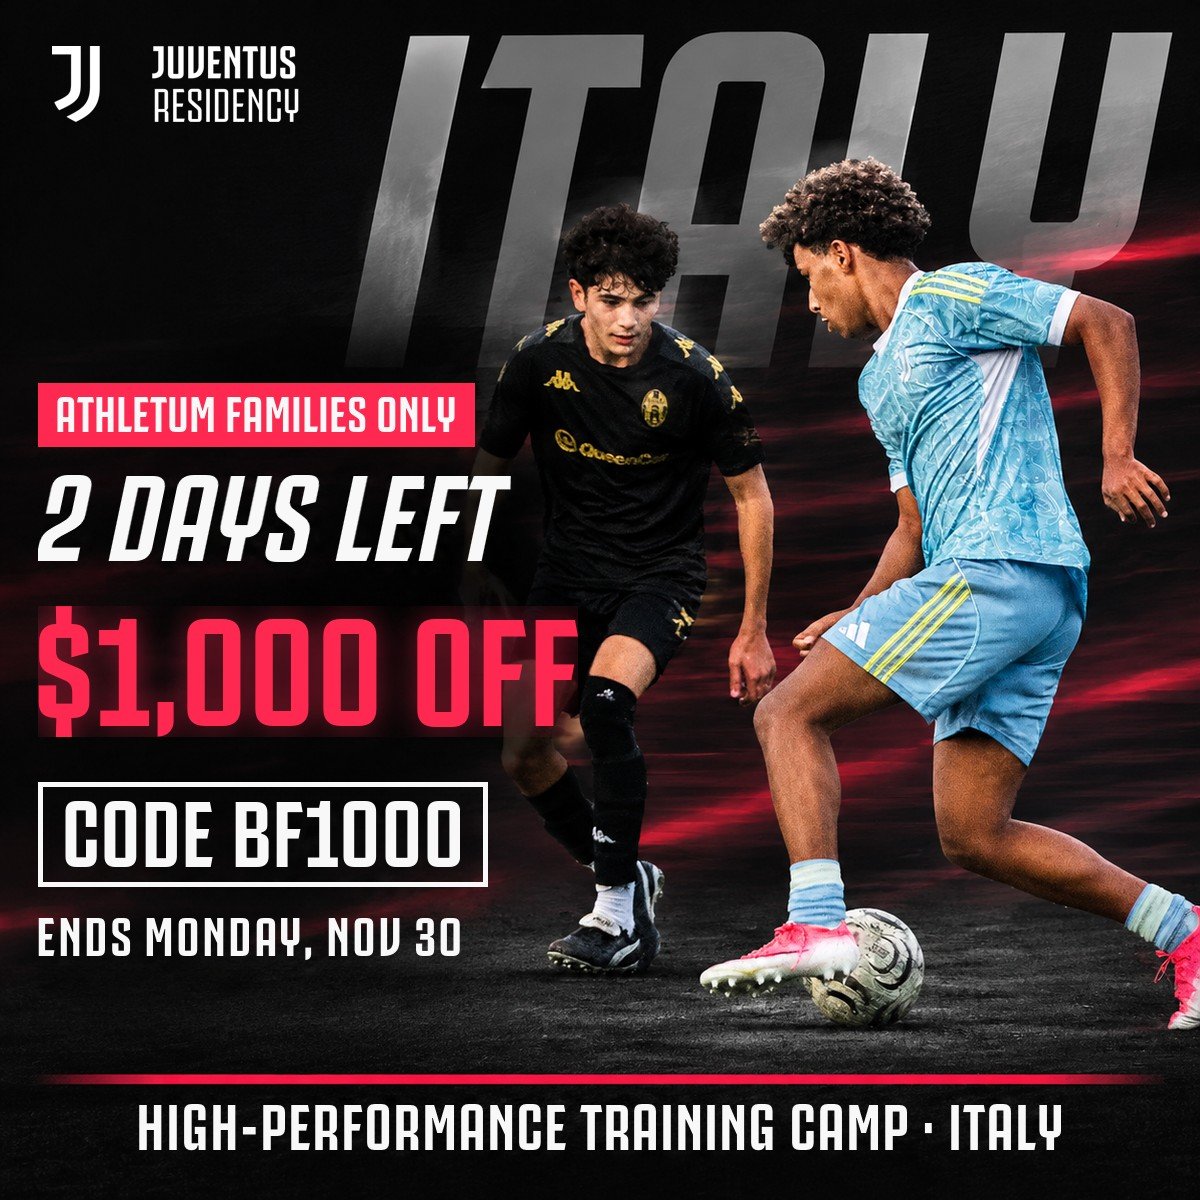 JUVENTUS
RESIDENCY
ITALY
ATHLETUM FAMILIES ONLY
2 DAYS LEFT
$1,000 OFF
CODE BF1000
ENDS MONDAY, NOV 30
HIGH-PERFORMANCE TRAINING CAMP · ITALY